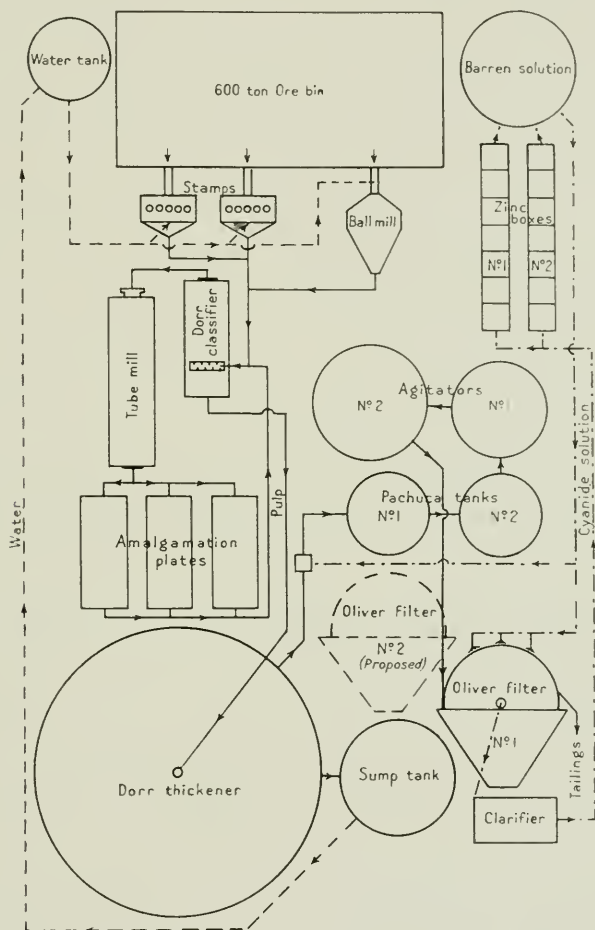 Water tank
600 ton Ore bin
Barren solution
Stamps
Ball mill
Zinc
boxes
Nº1
Nº2
Dorr
classifier
Tube mill
Agitators
Nº2
Nº1
Pachuca tanks
Nº1
Nº2
Cyanide solution
Water
Pulp
Amalgamation
plates
Oliver filter
Nº2
(Proposed)
Oliver filter
Nº1
Tailings
Dorr thickener
Sump tank
Clarifier